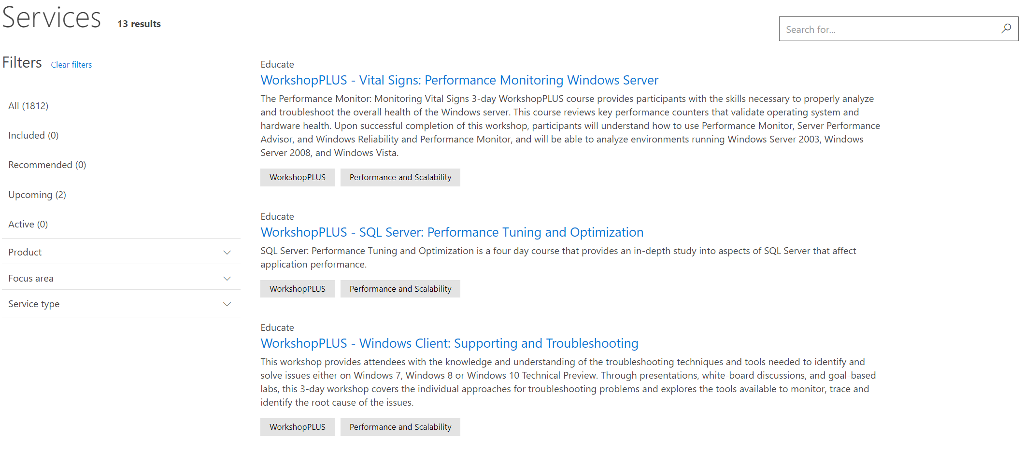 Services 13 results
Search for...
Filters Clear filters
All (1812)
Included (0)
Recommended (0)
Upcoming (2)
Active (0)
Product
Focus area
Service type
Educate
WorkshopPLUS - Vital Signs: Performance Monitoring Windows Server
The Performance Monitor: Monitoring Vital Signs 3-day WorkshopPLUS course provides participants with the skills necessary to properly analyze
and troubleshoot the overall health of the Windows server. This course reviews key performance counters that validate operating system and
hardware health. Upon successful completion of this workshop, participants will understand how to use Performance Monitor, Server Performance
Advisor, and Windows Reliability and Performance Monitor, and will be able to analyze environments running Windows Server 2003, Windows
Server 2008, and Windows Vista.
WorkshopPLUS Performance and Scalability
Educate
WorkshopPLUS - SQL Server: Performance Tuning and Optimization
SQL Server: Performance Tuning and Optimization is a four day course that provides an in-depth study into aspects of SQL Server that affect
application performance.
WorkshopPLUS Performance and Scalability
Educate
WorkshopPLUS - Windows Client: Supporting and Troubleshooting
This workshop provides attendees with the knowledge and understanding of the troubleshooting techniques and tools needed to identify and
solve issues either on Windows 7, Windows 8 or Windows 10 Technical Preview. Through presentations, white board discussions, and goal based
labs, this 3-day workshop covers the individual approaches for troubleshooting problems and explores the tools available to monitor, trace and
identify the root cause of the issues.
WorkshopPLUS Performance and Scalability